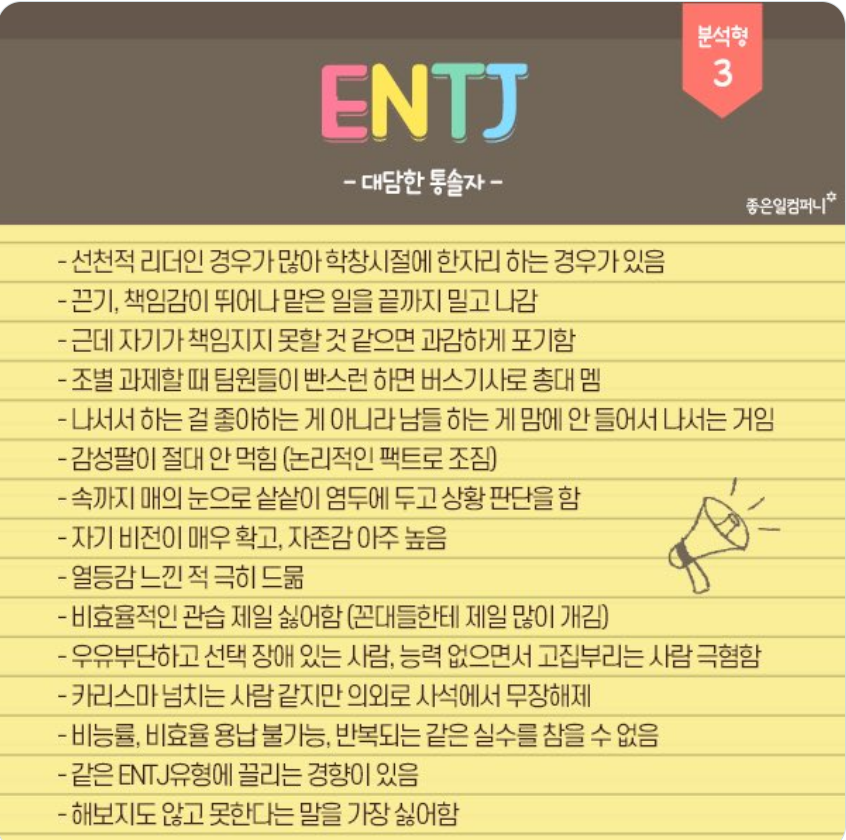 분석형
3
ENTJ
- 대담한 통솔자 -
좋은일컴퍼니
- 선천적 리더인 경우가 많아 학창시절에 한자리 하는 경우가 있음
- 끈기, 책임감이 뛰어나 맡은 일을 끝까지 밀고 나감
- 근데 자기가 책임지지 못할 것 같으면 과감하게 포기함
- 조별 과제할 때 팀원들이 빤스런 하면 버스기사로 총대 멤
- 나서서 하는 걸 좋아하는 게 아니라 남들 하는 게 맘에 안 들어서 나서는 거임
- 감성팔이 절대 안 먹힘 (논리적인 팩트로 조짐)
- 속까지 매의 눈으로 샅샅이 염두에 두고 상황 판단을 함
- 자기 비전이 매우 확고, 자존감 아주 높음
- 열등감 느낀 적 극히 드묾
- 비효율적인 관습 제일 싫어함 (꼰대들한테 제일 많이 개김)
- 우유부단하고 선택 장애 있는 사람, 능력 없으면서 고집부리는 사람 극혐함
- 카리스마 넘치는 사람 같지만 의외로 사석에서 무장해제
- 비능률, 비효율 용납 불가능, 반복되는 같은 실수를 참을 수 없음
- 같은 ENTJ유형에 끌리는 경향이 있음
- 해보지도 않고 못한다는 말을 가장 싫어함